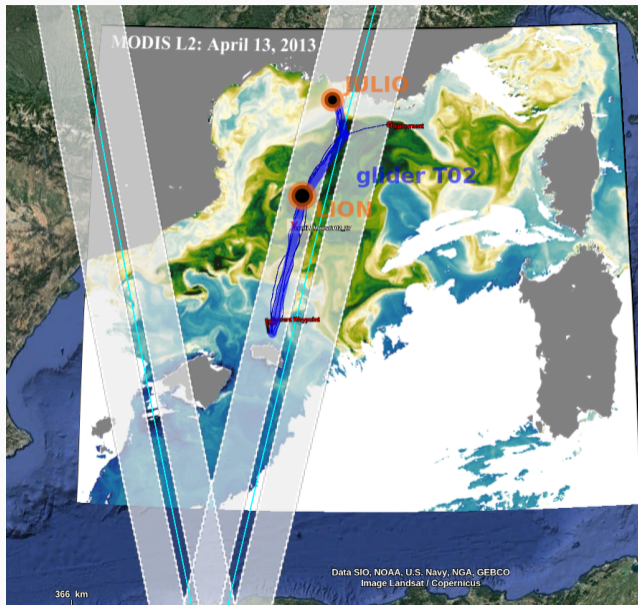 MODIS L2: April 13, 2013
JULIO
glider T02
LION
Waypoint
Data SIO, NOAA, U.S. Navy, NGA, GEBCO
Image Landsat / Copernicus
366 km